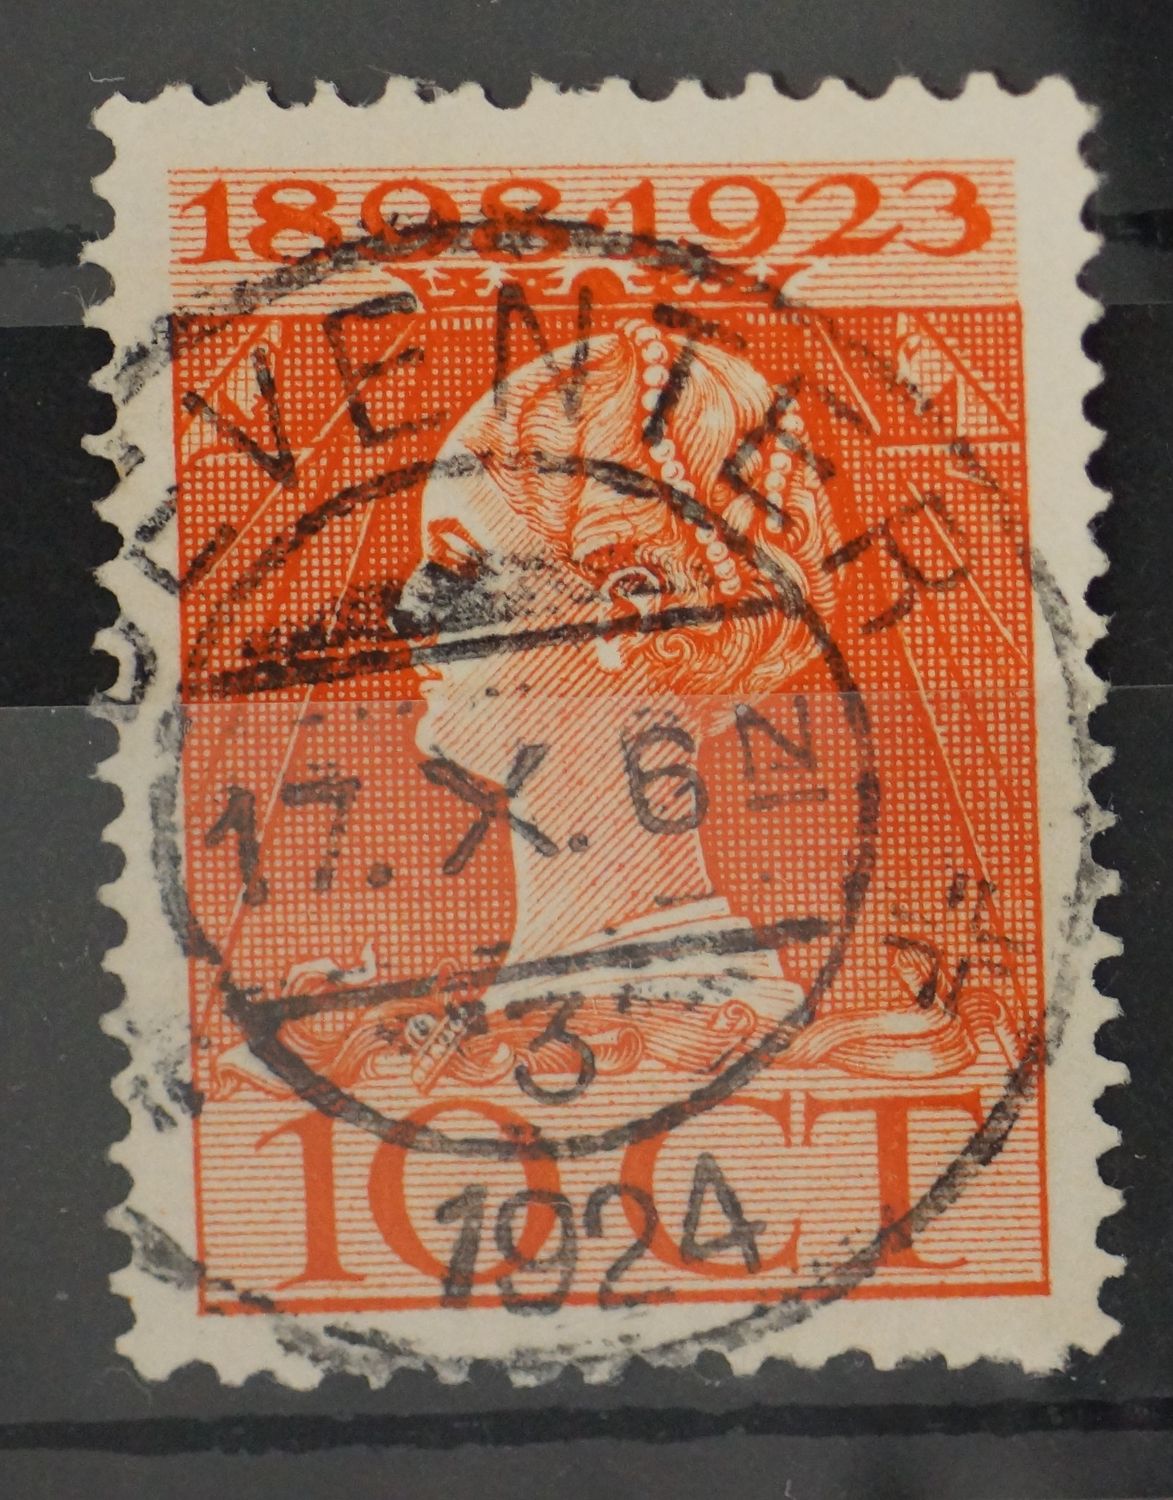 1898·1923
DEVENTER
17.X.6N
3
10 CT
1924